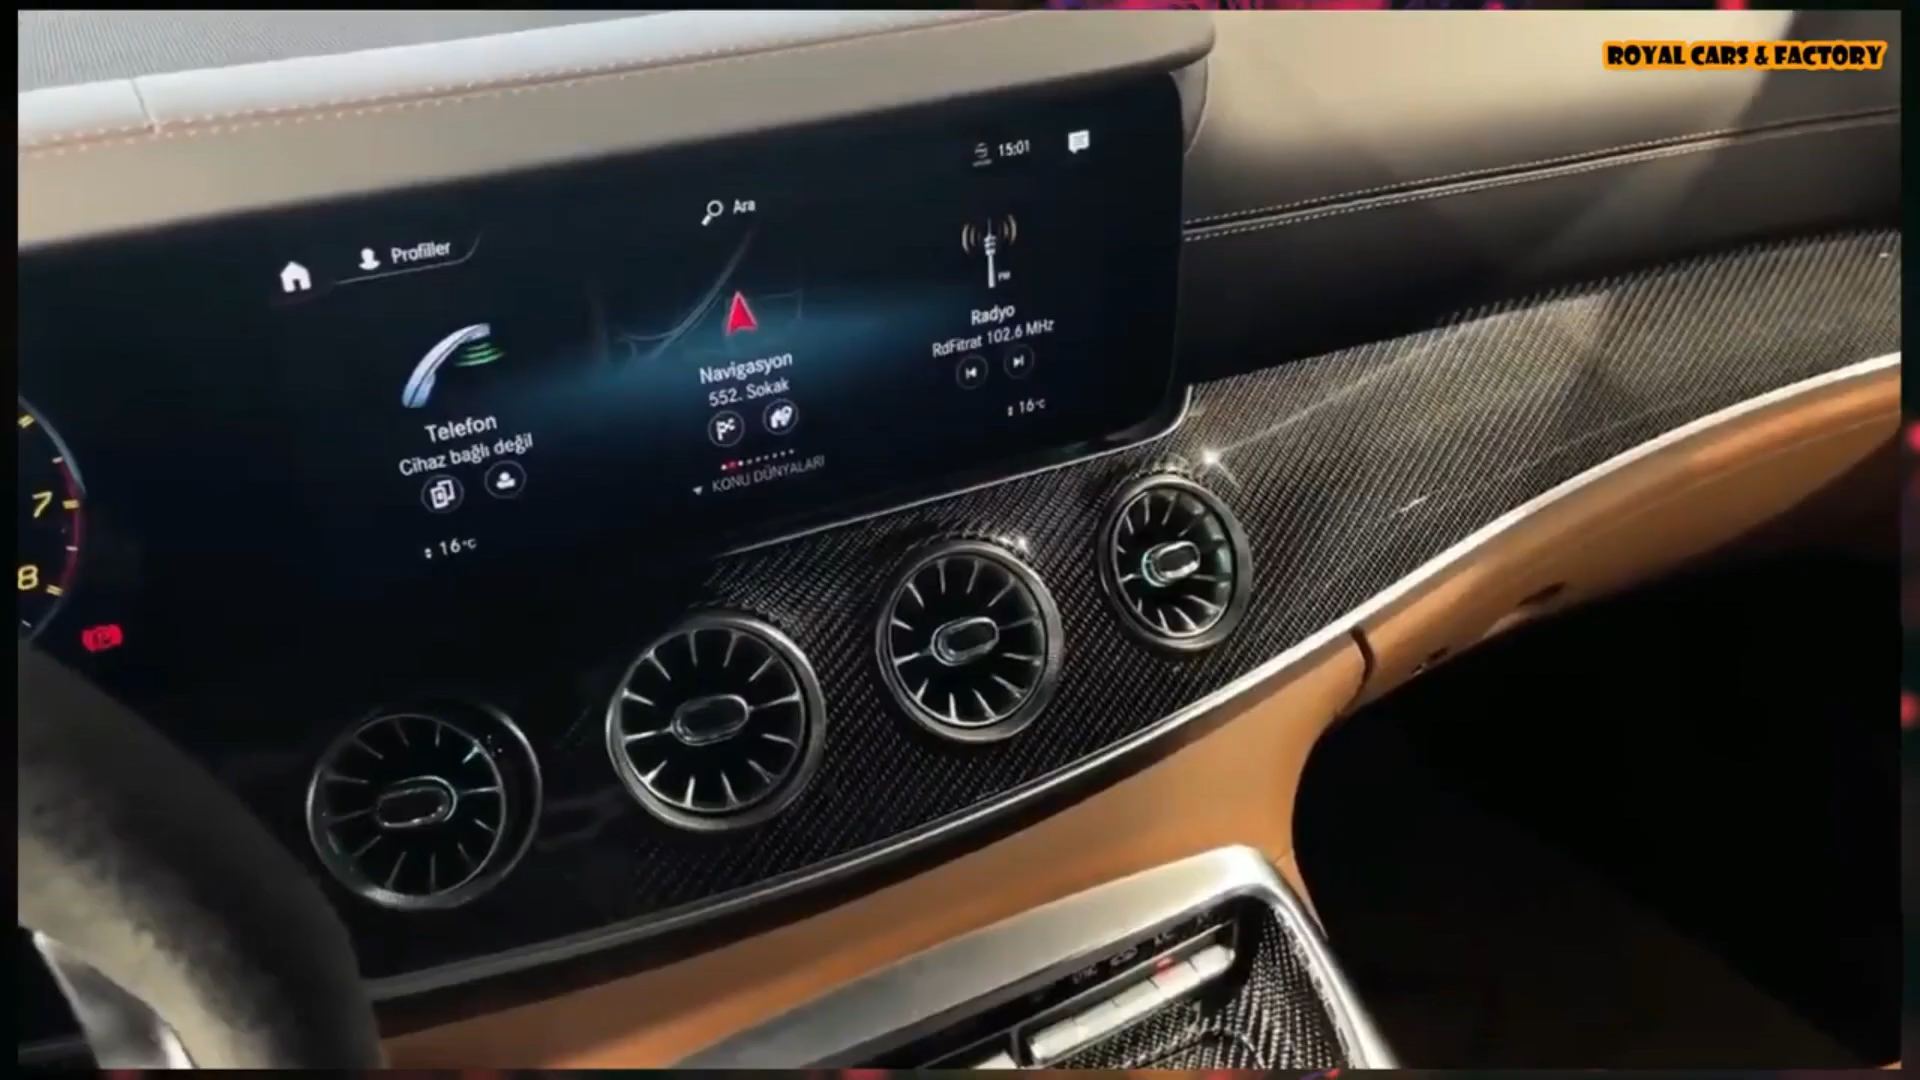 ROYAL CARS & FACTORY
15:01
Ara
Profiller
Telefon
Cihaz bağlı değil
16°C
Navigasyon
552. Sokak
KONU DÜNYALARI
FM
Radyo
RdFitrat 102.6 MHz
16°C
7
8